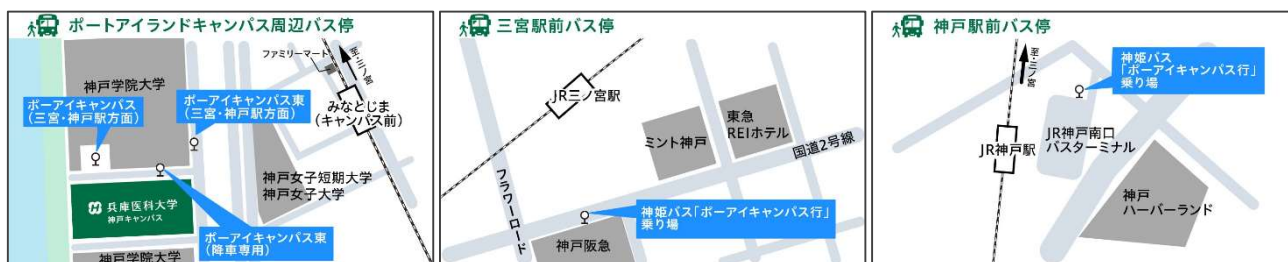 ポートアイランドキャンパス周辺バス停
ファミリーマート
至・三ノ宮
神戸学院大学
ポーアイキャンパス
(三宮・神戸駅方面)
ポーアイキャンパス東
(三宮・神戸駅方面)
みなとじま
(キャンパス前)
神戸女子短期大学
神戸女子大学
兵庫医科大学
神戸キャンパス
ポーアイキャンパス東
(降車専用)
神戸学院大学
三宮駅前バス停
JR三ノ宮駅
ミント神戸
東急
REIホテル
国道2号線
フラワーロード
神姫バス「ポーアイキャンパス行」
乗り場
神戸阪急
神戸駅前バス停
至・三ノ宮
神姫バス
「ポーアイキャンパス行」
乗り場
JR神戸駅
JR神戸南口
バスターミナル
神戸
ハーバーランド